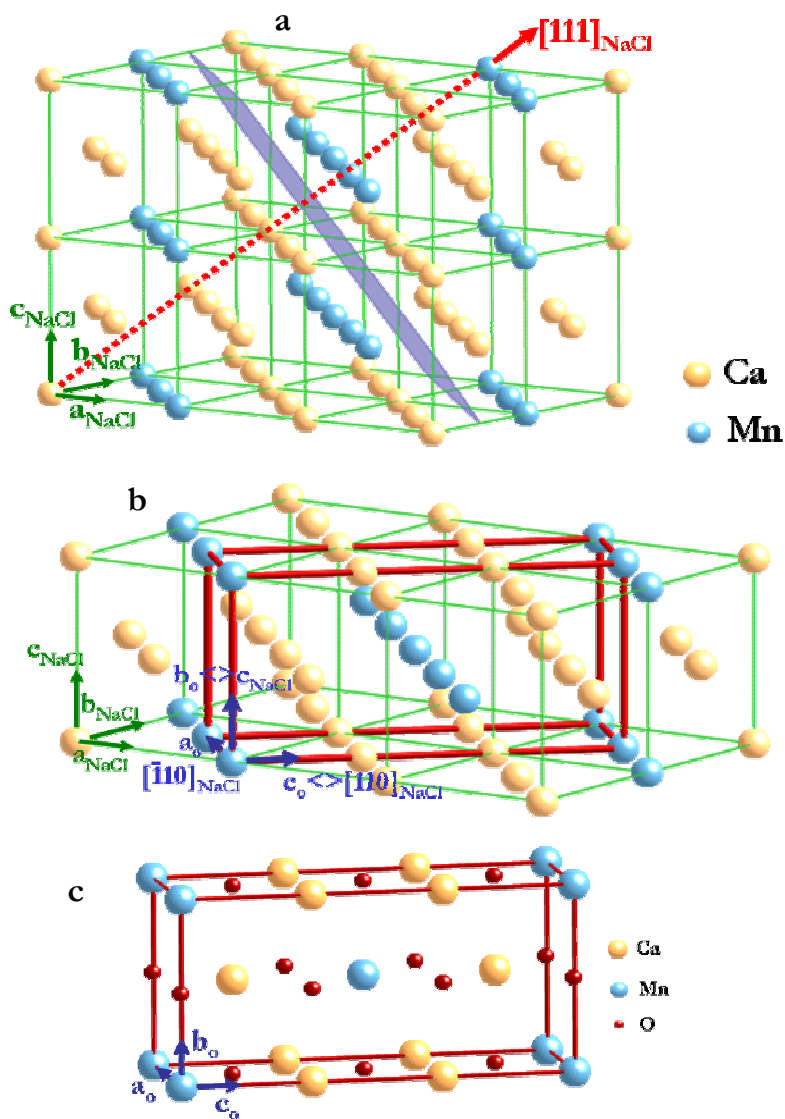 a
[111]NaCl
cNaCl
bNaCl
aNaCl
Ca
Mn
b
cNaCl
bNaCl
aNaCl
bo<>cNaCl
ao
[1̄10]NaCl
co<>[110]NaCl
c
Ca
Mn
O
bo
ao
co